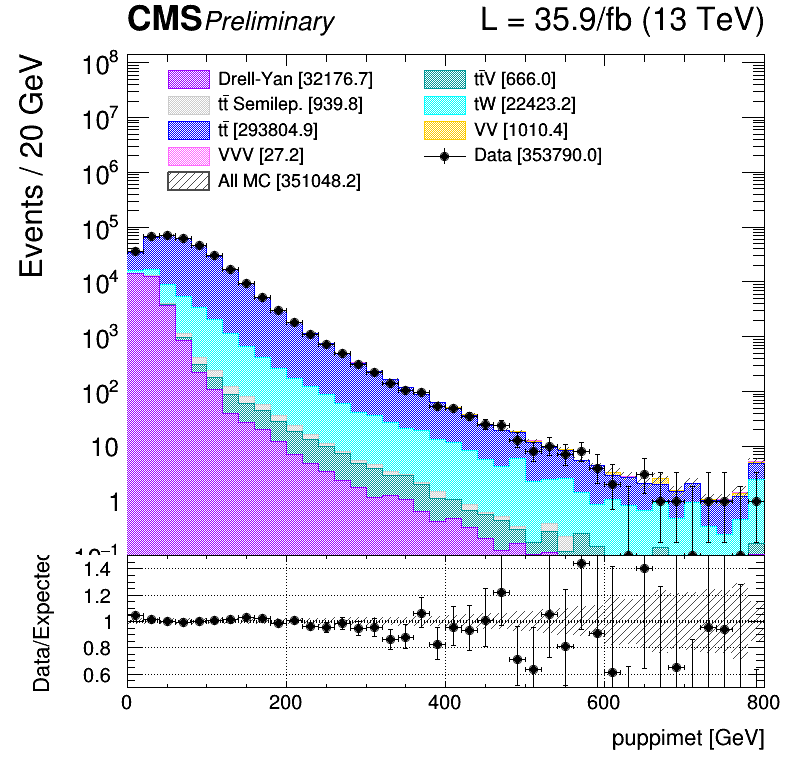 CMS Preliminary L = 35.9/fb (13 TeV)
Events / 20 GeV
Drell-Yan [32176.7]
tt̄ Semilep. [939.8]
tt̄ [293804.9]
VVV [27.2]
All MC [351048.2]
tt̄V [666.0]
tW [22423.2]
VV [1010.4]
Data [353790.0]
10⁸
10⁷
10⁶
10⁵
10⁴
10³
10²
10
1
10⁻¹
Data/Expected
1.4
1.2
1
0.8
0.6
0 200 400 600 800
puppimet [GeV]